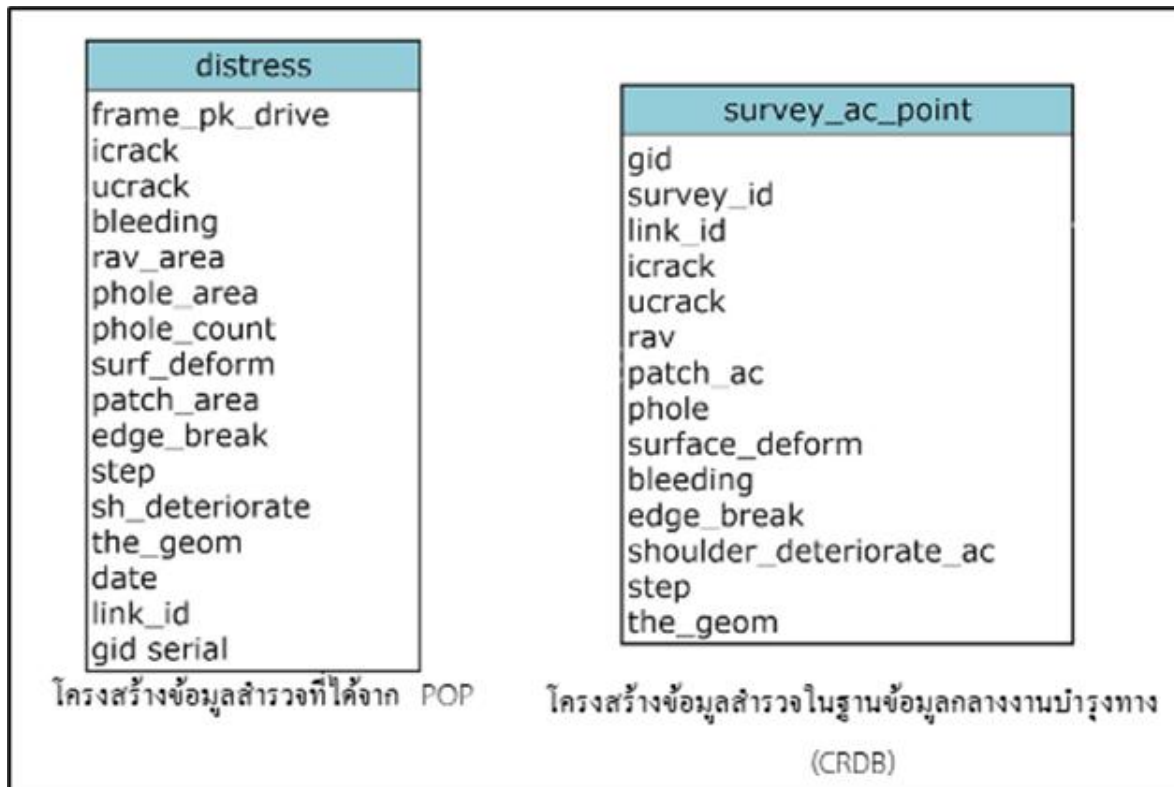 distress
frame_pk_drive
icrack
ucrack
bleeding
rav_area
phole_area
phole_count
surf_deform
patch_area
edge_break
step
sh_deteriorate
the_geom
date
link_id
gid serial
โครงสร้างข้อมูลสำรวจที่ได้จาก POP
survey_ac_point
gid
survey_id
link_id
icrack
ucrack
rav
patch_ac
phole
surface_deform
bleeding
edge_break
shoulder_deteriorate_ac
step
the_geom
โครงสร้างข้อมูลสำรวจในฐานข้อมูลกลางงานบำรุงทาง
(CRDB)